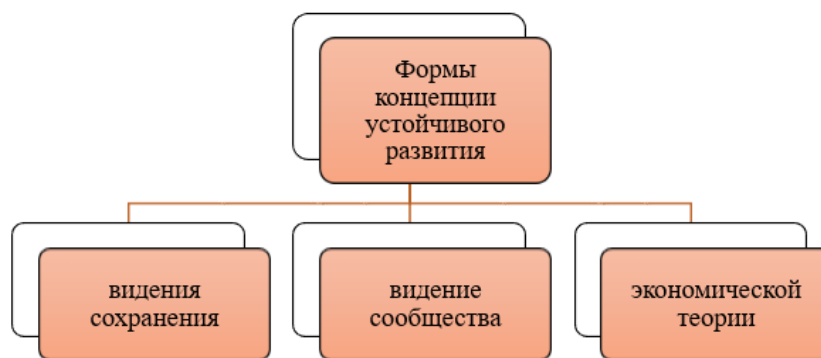 Формы
концепции
устойчивого
развития
видения
сохранения
видение
сообщества
экономической
теории